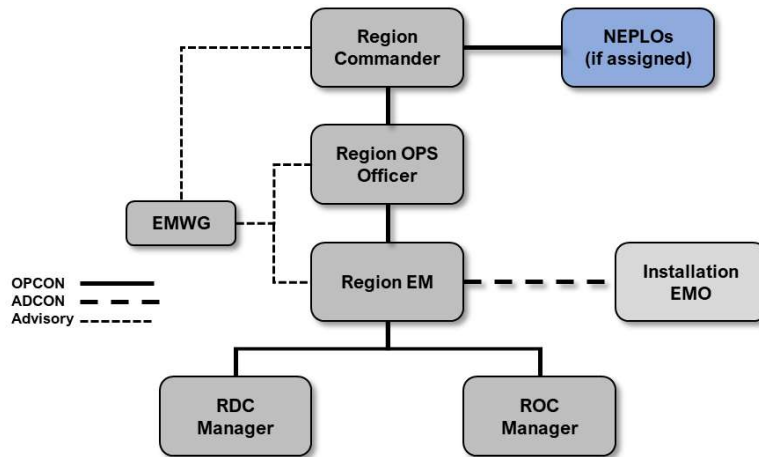 Region
Commander
NEPLOs
(if assigned)
Region OPS
Officer
EMWG
Region EM
Installation
EMO
OPCON
ADCON
Advisory
RDC
Manager
ROC
Manager